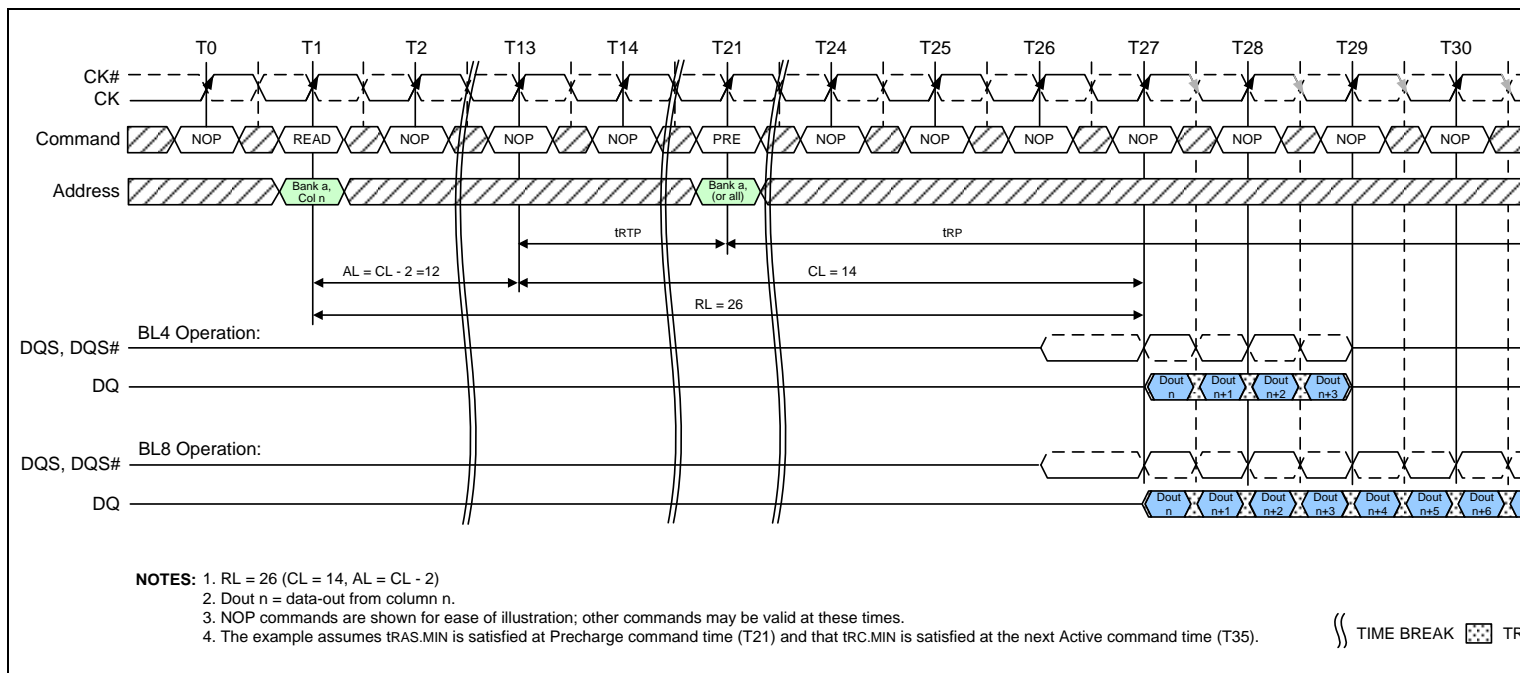 T0 T1 T2 T13 T14 T21 T24 T25 T26 T27 T28 T29 T30
CK#
CK
Command NOP READ NOP NOP NOP PRE NOP NOP NOP NOP NOP NOP NOP
Address Bank a, Col n Bank a, (or all)
tRTP tRP
AL = CL - 2 =12 CL = 14
RL = 26
BL4 Operation:
DQS, DQS#
DQ Dout n Dout n+1 Dout n+2 Dout n+3
BL8 Operation:
DQS, DQS#
DQ Dout n Dout n+1 Dout n+2 Dout n+3 Dout n+4 Dout n+5 Dout n+6
NOTES: 1. RL = 26 (CL = 14, AL = CL - 2)
2. Dout n = data-out from column n.
3. NOP commands are shown for ease of illustration; other commands may be valid at these times.
4. The example assumes tRAS.MIN is satisfied at Precharge command time (T21) and that tRC.MIN is satisfied at the next Active command time (T35).
TIME BREAK TR